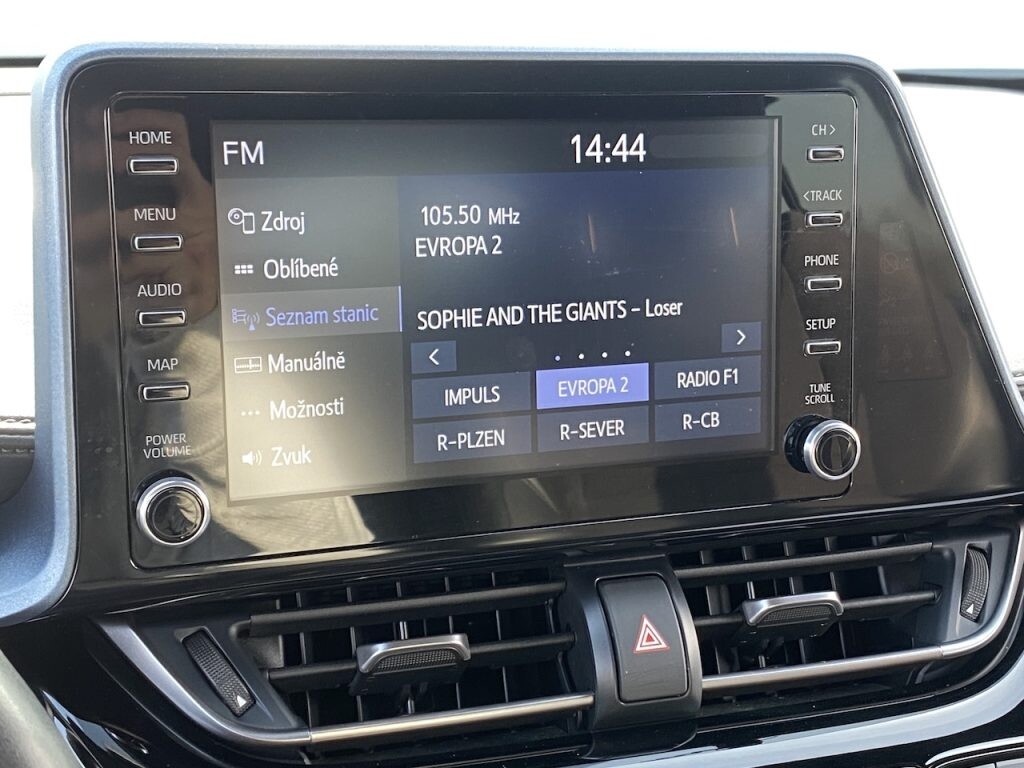 HOME
MENU
AUDIO
MAP
POWER
VOLUME
FM
14:44
Zdroj
Oblíbené
Seznam stanic
Manuálně
Možnosti
Zvuk
105.50 MHz
EVROPA 2
SOPHIE AND THE GIANTS – Loser
< >
IMPULS EVROPA 2 RADIO F1
R-PLZEN R-SEVER R-CB
CH >
< TRACK
PHONE
SETUP
TUNE
SCROLL